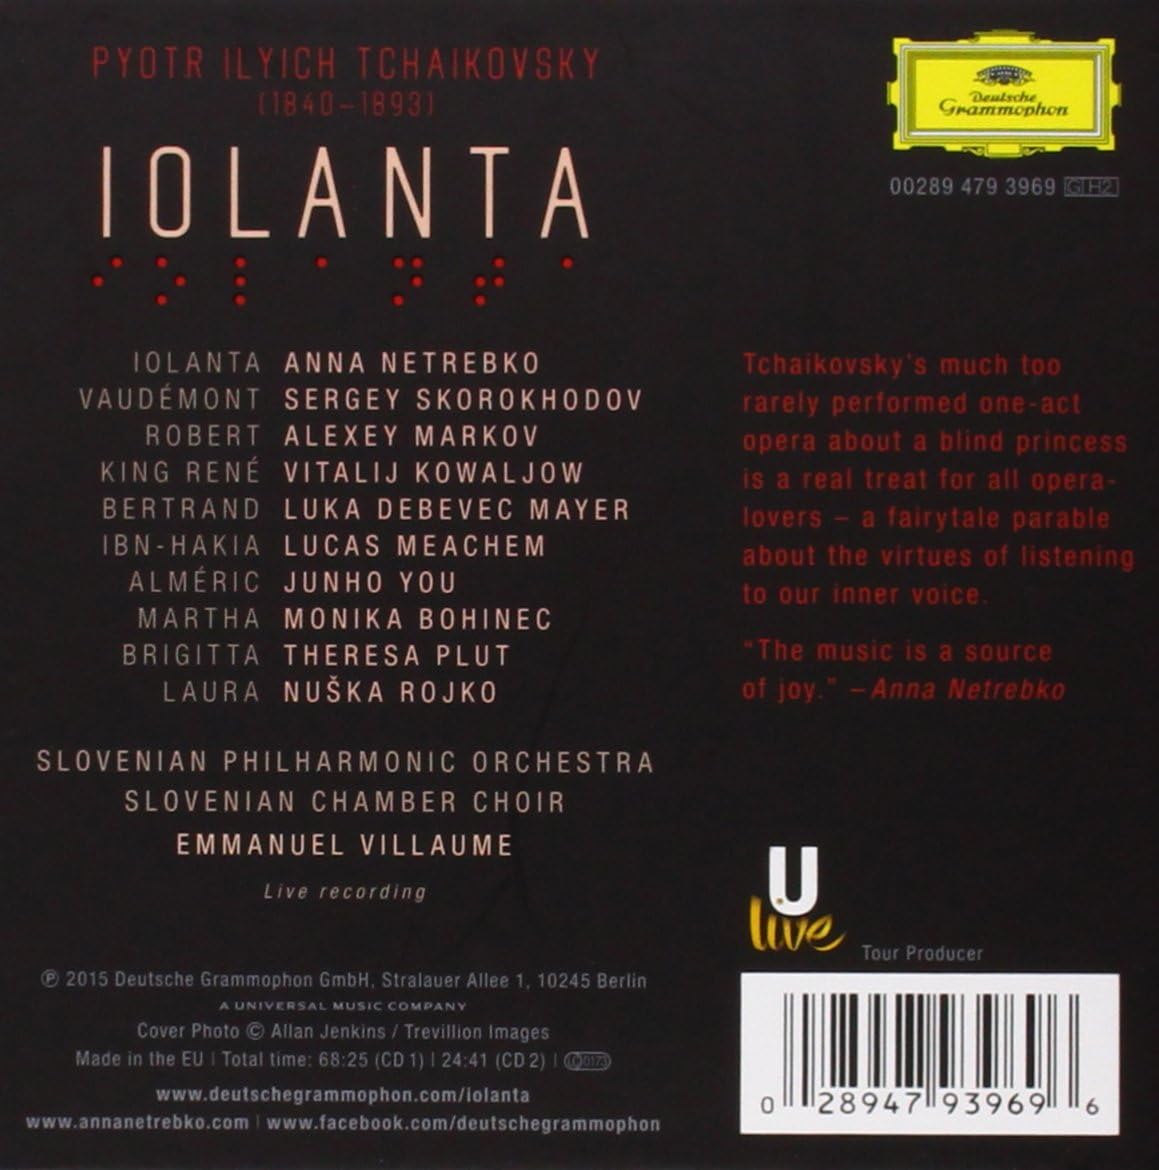 PYOTR ILYICH TCHAIKOVSKY
(1840–1893)
IOLANTA
⠊⠕⠇⠁⠝⠞⠁
IOLANTA ANNA NETREBKO
VAUDÉMONT SERGEY SKOROKHODOV
ROBERT ALEXEY MARKOV
KING RENÉ VITALIJ KOWALJOW
BERTRAND LUKA DEBEVEC MAYER
IBN-HAKIA LUCAS MEACHEM
ALMÉRIC JUNHO YOU
MARTHA MONIKA BOHINEC
BRIGITTA THERESA PLUT
LAURA NUŠKA ROJKO
SLOVENIAN PHILHARMONIC ORCHESTRA
SLOVENIAN CHAMBER CHOIR
EMMANUEL VILLAUME
Live recording
℗ 2015 Deutsche Grammophon GmbH, Stralauer Allee 1, 10245 Berlin
A UNIVERSAL MUSIC COMPANY
Cover Photo © Allan Jenkins / Trevillion Images
Made in the EU | Total time: 68:25 (CD 1) | 24:41 (CD 2) | LC 0173
www.deutschegrammophon.com/iolanta
www.annanetrebko.com | www.facebook.com/deutschegrammophon
Deutsche
Grammophon
00289 479 3969 GH2
Tchaikovsky's much too
rarely performed one-act
opera about a blind princess
is a real treat for all opera-
lovers – a fairytale parable
about the virtues of listening
to our inner voice.
"The music is a source
of joy." –Anna Netrebko
U
live
Tour Producer
0 28947 93969 6